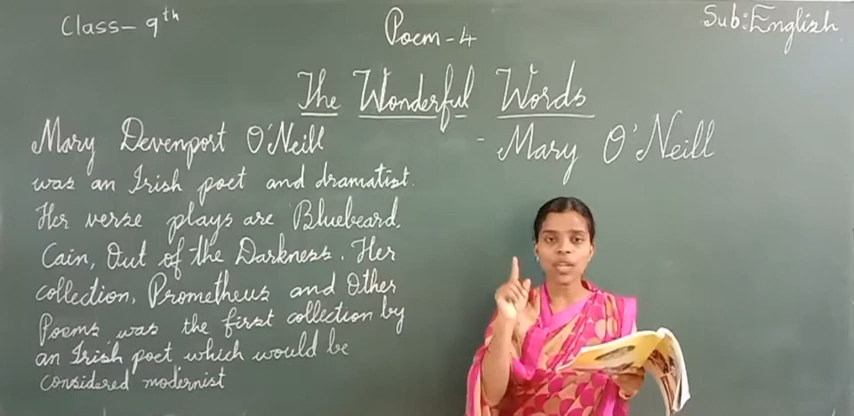 Class- 9th
Poem-4
Sub: English
The Wonderful Words
- Mary O'Neill
Mary Devenport O'Neill
was an Irish poet and dramatist.
Her verse plays are Bluebeard,
Cain, Out of the Darkness. Her
collection, Prometheus and Other
Poems was the first collection by
an Irish poet which would be
considered modernist